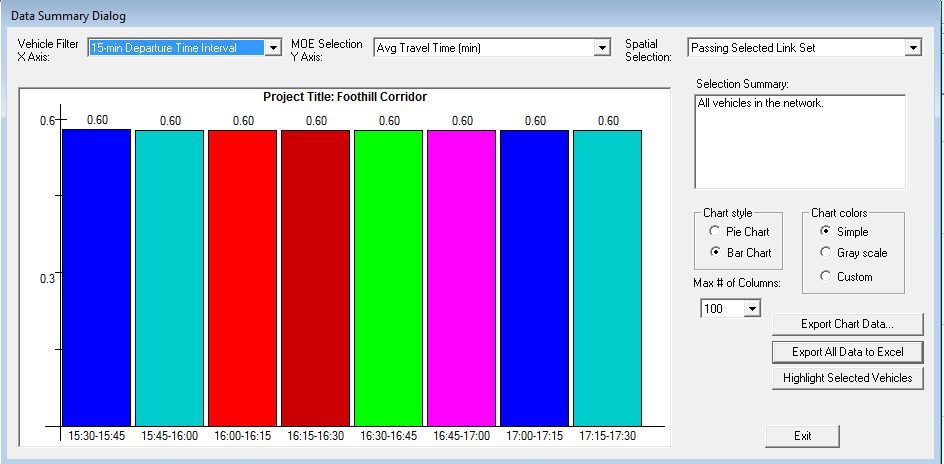 Data Summary Dialog
Vehicle Filter
X Axis:
15-min Departure Time Interval
MOE Selection
Y Axis:
Avg Travel Time (min)
Spatial
Selection:
Passing Selected Link Set
Project Title: Foothill Corridor
0.6
0.3
0.60 0.60 0.60 0.60 0.60 0.60 0.60 0.60
15:30-15:45 15:45-16:00 16:00-16:15 16:15-16:30 16:30-16:45 16:45-17:00 17:00-17:15 17:15-17:30
Selection Summary:
All vehicles in the network.
Chart style
Pie Chart
Bar Chart
Chart colors
Simple
Gray scale
Custom
Max # of Columns:
100
Export Chart Data...
Export All Data to Excel
Highlight Selected Vehicles
Exit